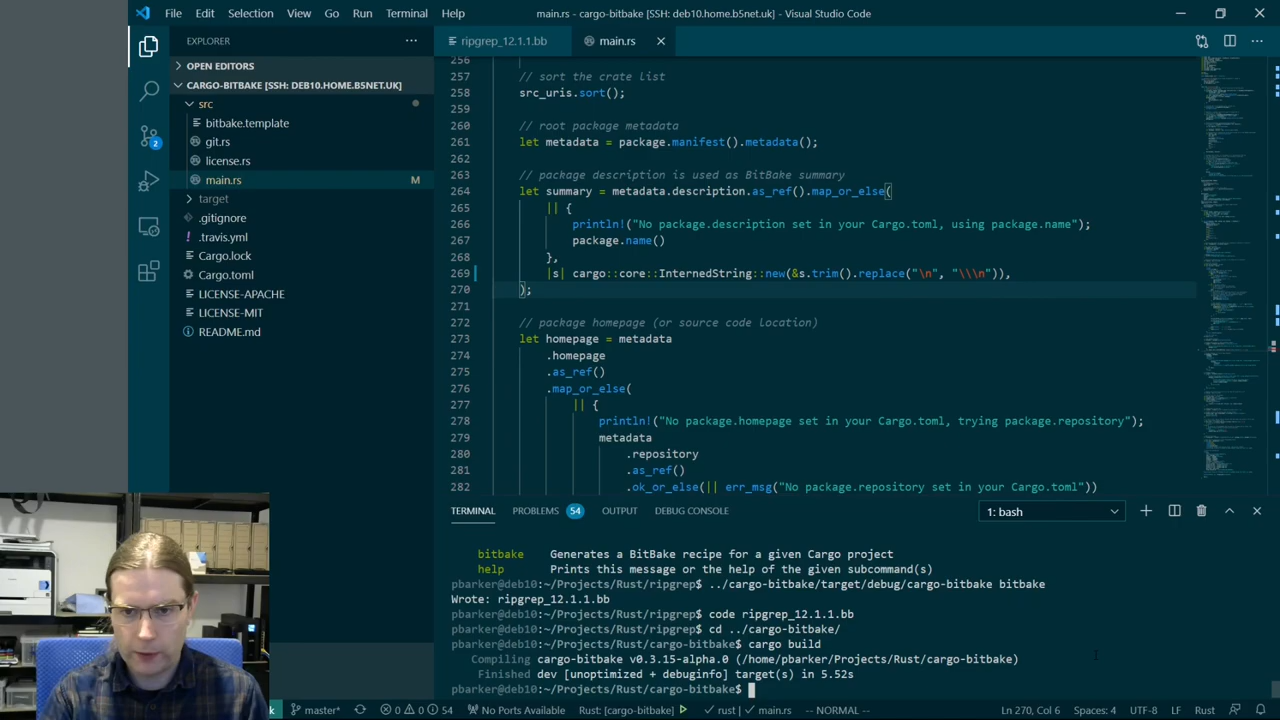 File Edit Selection View Go Run Terminal Help
main.rs - cargo-bitbake [SSH: deb10.home.b5net.uk] - Visual Studio Code
EXPLORER
OPEN EDITORS
CARGO-BITBAKE [SSH: DEB10.HOME.B5NET.UK]
src
bitbake.template
git.rs
license.rs
main.rs M
target
.gitignore
.travis.yml
Cargo.lock
Cargo.toml
LICENSE-APACHE
LICENSE-MIT
README.md
2
ripgrep_12.1.1.bb
main.rs
256
257 // sort the crate list
258 src_uris.sort();
259
260 // root package metadata
261 let metadata = package.manifest().metadata();
262
263 // package description is used as BitBake summary
264 let summary = metadata.description.as_ref().map_or_else(
265 || {
266 println!("No package.description set in your Cargo.toml, using package.name");
267 package.name()
268 },
269 |s| cargo::core::InternedString::new(&s.trim().replace("\n", "\\\n")),
270 );
271
272 // package homepage (or source code location)
273 let homepage = metadata
274 .homepage
275 .as_ref()
276 .map_or_else(
277 || {
278 println!("No package.homepage set in your Cargo.toml, trying package.repository");
279 metadata
280 .repository
281 .as_ref()
282 .ok_or_else(|| err_msg("No package.repository set in your Cargo.toml"))
TERMINAL PROBLEMS 54 OUTPUT DEBUG CONSOLE
1: bash
bitbake Generates a BitBake recipe for a given Cargo project
help Prints this message or the help of the given subcommand(s)
pbarker@deb10:~/Projects/Rust/ripgrep$ ../cargo-bitbake/target/debug/cargo-bitbake bitbake
Wrote: ripgrep_12.1.1.bb
pbarker@deb10:~/Projects/Rust/ripgrep$ code ripgrep_12.1.1.bb
pbarker@deb10:~/Projects/Rust/ripgrep$ cd ../cargo-bitbake/
pbarker@deb10:~/Projects/Rust/cargo-bitbake$ cargo build
Compiling cargo-bitbake v0.3.15-alpha.0 (/home/pbarker/Projects/Rust/cargo-bitbake)
Finished dev [unoptimized + debuginfo] target(s) in 5.52s
pbarker@deb10:~/Projects/Rust/cargo-bitbake$
master* 0 0 54 No Ports Available Rust: [cargo-bitbake] rust main.rs -- NORMAL -- Ln 270, Col 6 Spaces: 4 UTF-8 LF Rust